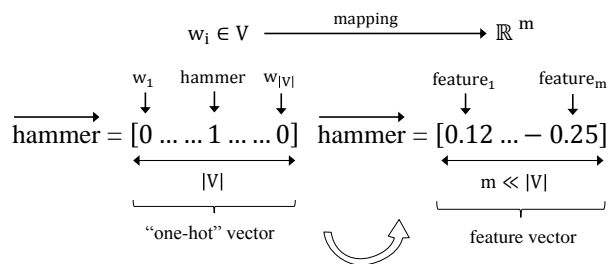 wᵢ ∈ V mapping ℝ ᵐ
w₁ hammer w|V| feature₁ featureₘ
hammer = [0 … … 1 … … 0] hammer = [0.12 … − 0.25]
|V| m ≪ |V|
“one-hot” vector feature vector